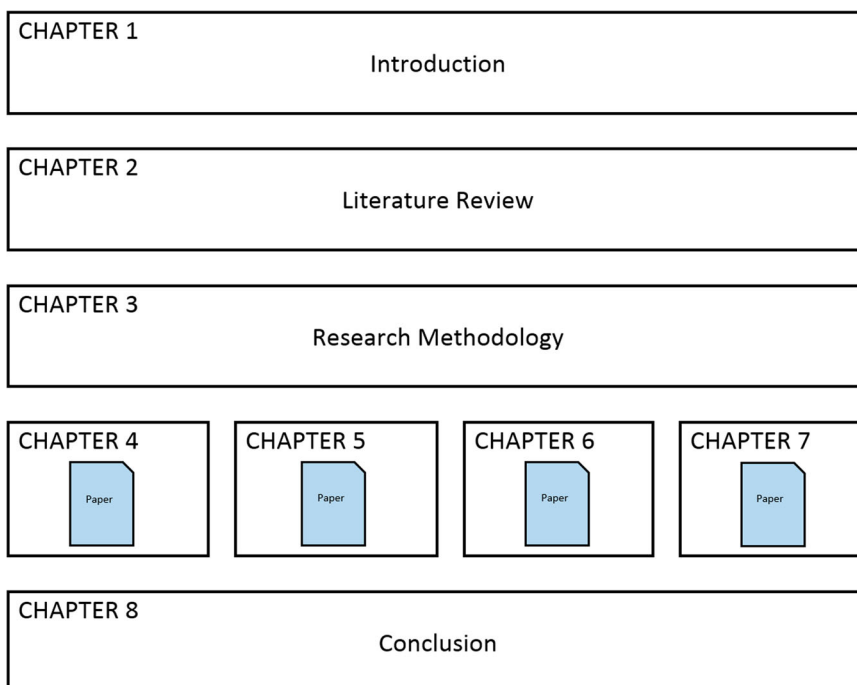 CHAPTER 1
Introduction
CHAPTER 2
Literature Review
CHAPTER 3
Research Methodology
CHAPTER 4
Paper
CHAPTER 5
Paper
CHAPTER 6
Paper
CHAPTER 7
Paper
CHAPTER 8
Conclusion